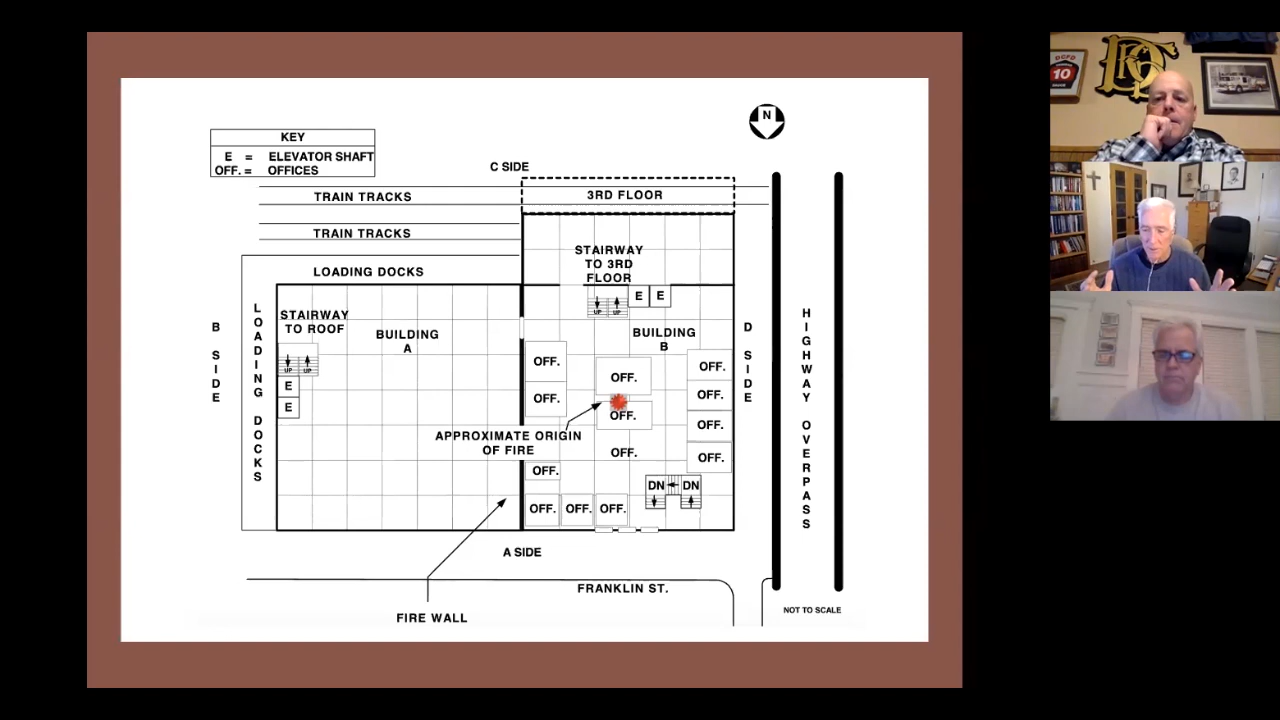 DCFD
10
N
KEY
E = ELEVATOR SHAFT
OFF. = OFFICES
C SIDE
TRAIN TRACKS
3RD FLOOR
TRAIN TRACKS
LOADING DOCKS
STAIRWAY
TO 3RD
FLOOR
UP UP
E E
LOADING DOCKS
STAIRWAY
TO ROOF
UP UP
E
E
BUILDING
A
BUILDING
B
B SIDE
D SIDE
HIGHWAY OVERPASS
OFF.
OFF.
OFF.
OFF.
OFF.
OFF.
OFF.
OFF.
OFF.
OFF.
APPROXIMATE ORIGIN
OF FIRE
OFF.
DN DN
OFF. OFF. OFF.
A SIDE
FRANKLIN ST.
FIRE WALL
NOT TO SCALE